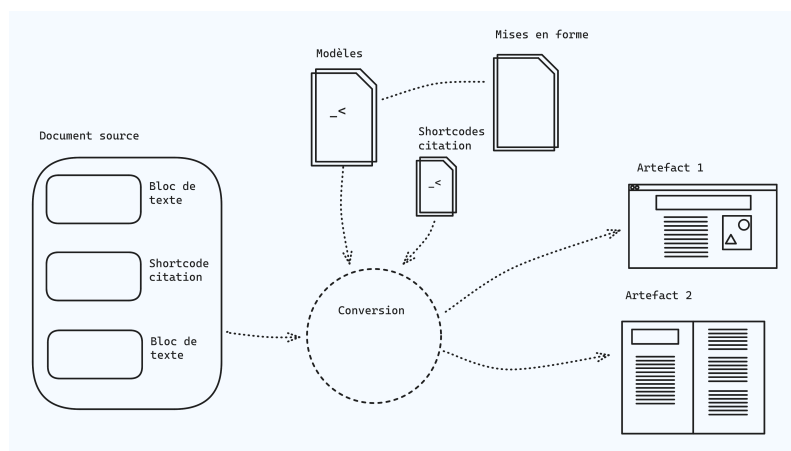 Mises en forme
Modèles
_<
Shortcodes
citation
_<
Document source
Bloc de
texte
Shortcode
citation
Bloc de
texte
Conversion
Artefact 1
Artefact 2